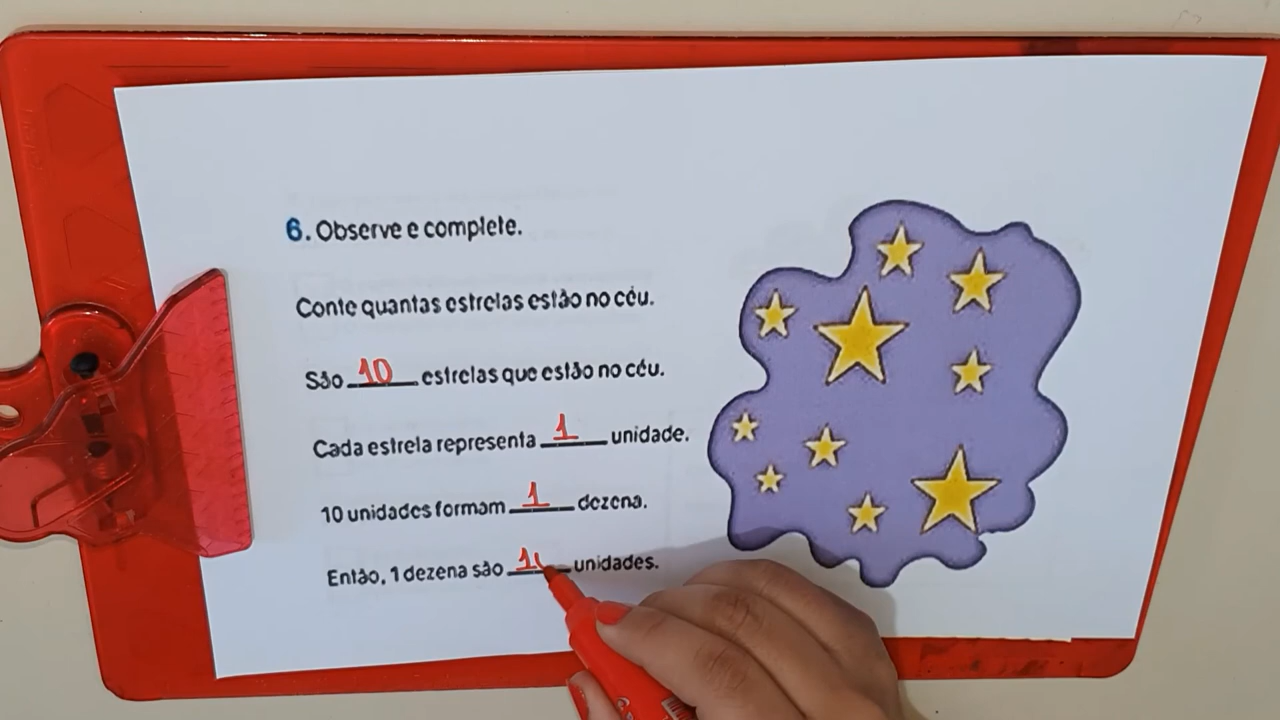 6. Observe e complete.
Conte quantas estrelas estão no céu.
São 10 estrelas que estão no céu.
Cada estrela representa 1 unidade.
10 unidades formam 1 dezena.
Então, 1 dezena são 10 unidades.